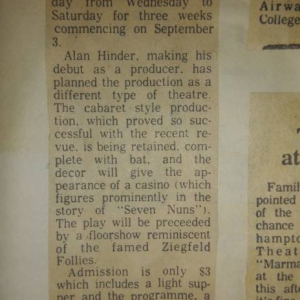 day from Wednesday to
Saturday for three weeks
commencing on September
3.
Alan Hinder, making his
debut as a producer, has
planned the production as a
different type of theatre.
The cabaret style produc-
tion, which proved so suc-
cessful with the recent re-
vue, is being retained, com-
plete with bat, and the
decor will give the ap-
pearance of a casino (which
figures prominently in the
story of "Seven Nuns").
The play will be preceeded
by a floorshow reminiscent
of the famed Ziegfeld
Follies.
Admission is only $3
which includes a light sup-
per and the programme, a
Airwa
College
at
Famil
pointed
of the
chance
hampto
Theat
"Marma
at the
this aft